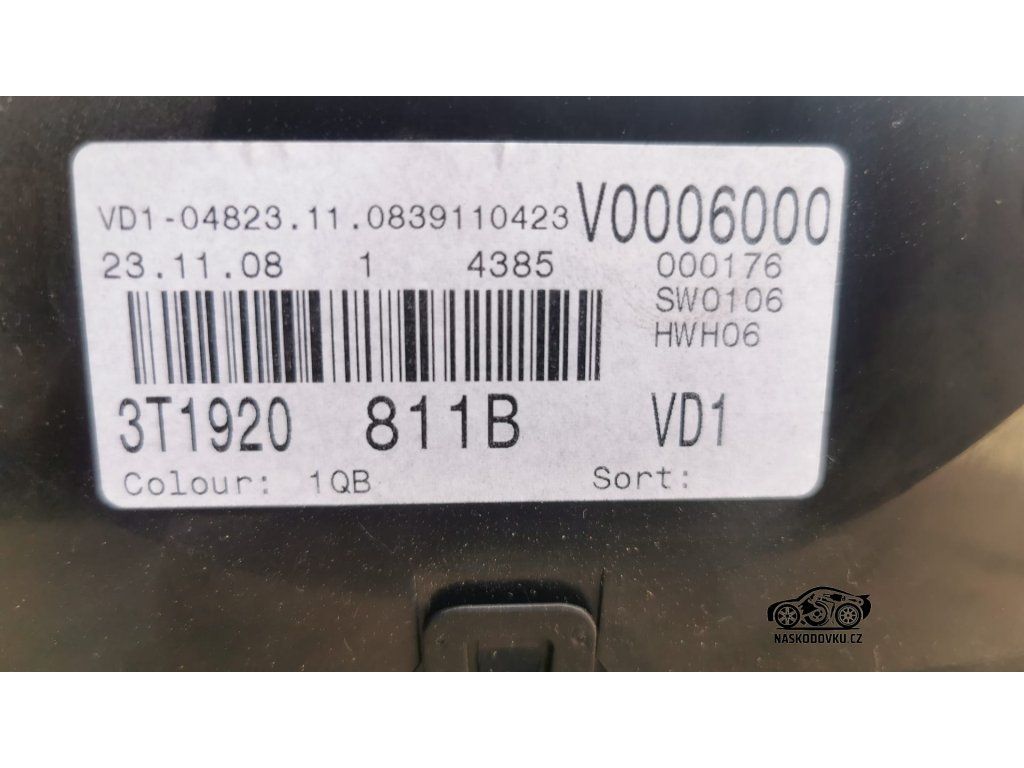 VD1-04823.11.0839110423 V0006000
23.11.08 1 4385 000176
SW0106
HWH06
3T1920 811B VD1
Colour: 1QB Sort:
NASKODOVKU.CZ